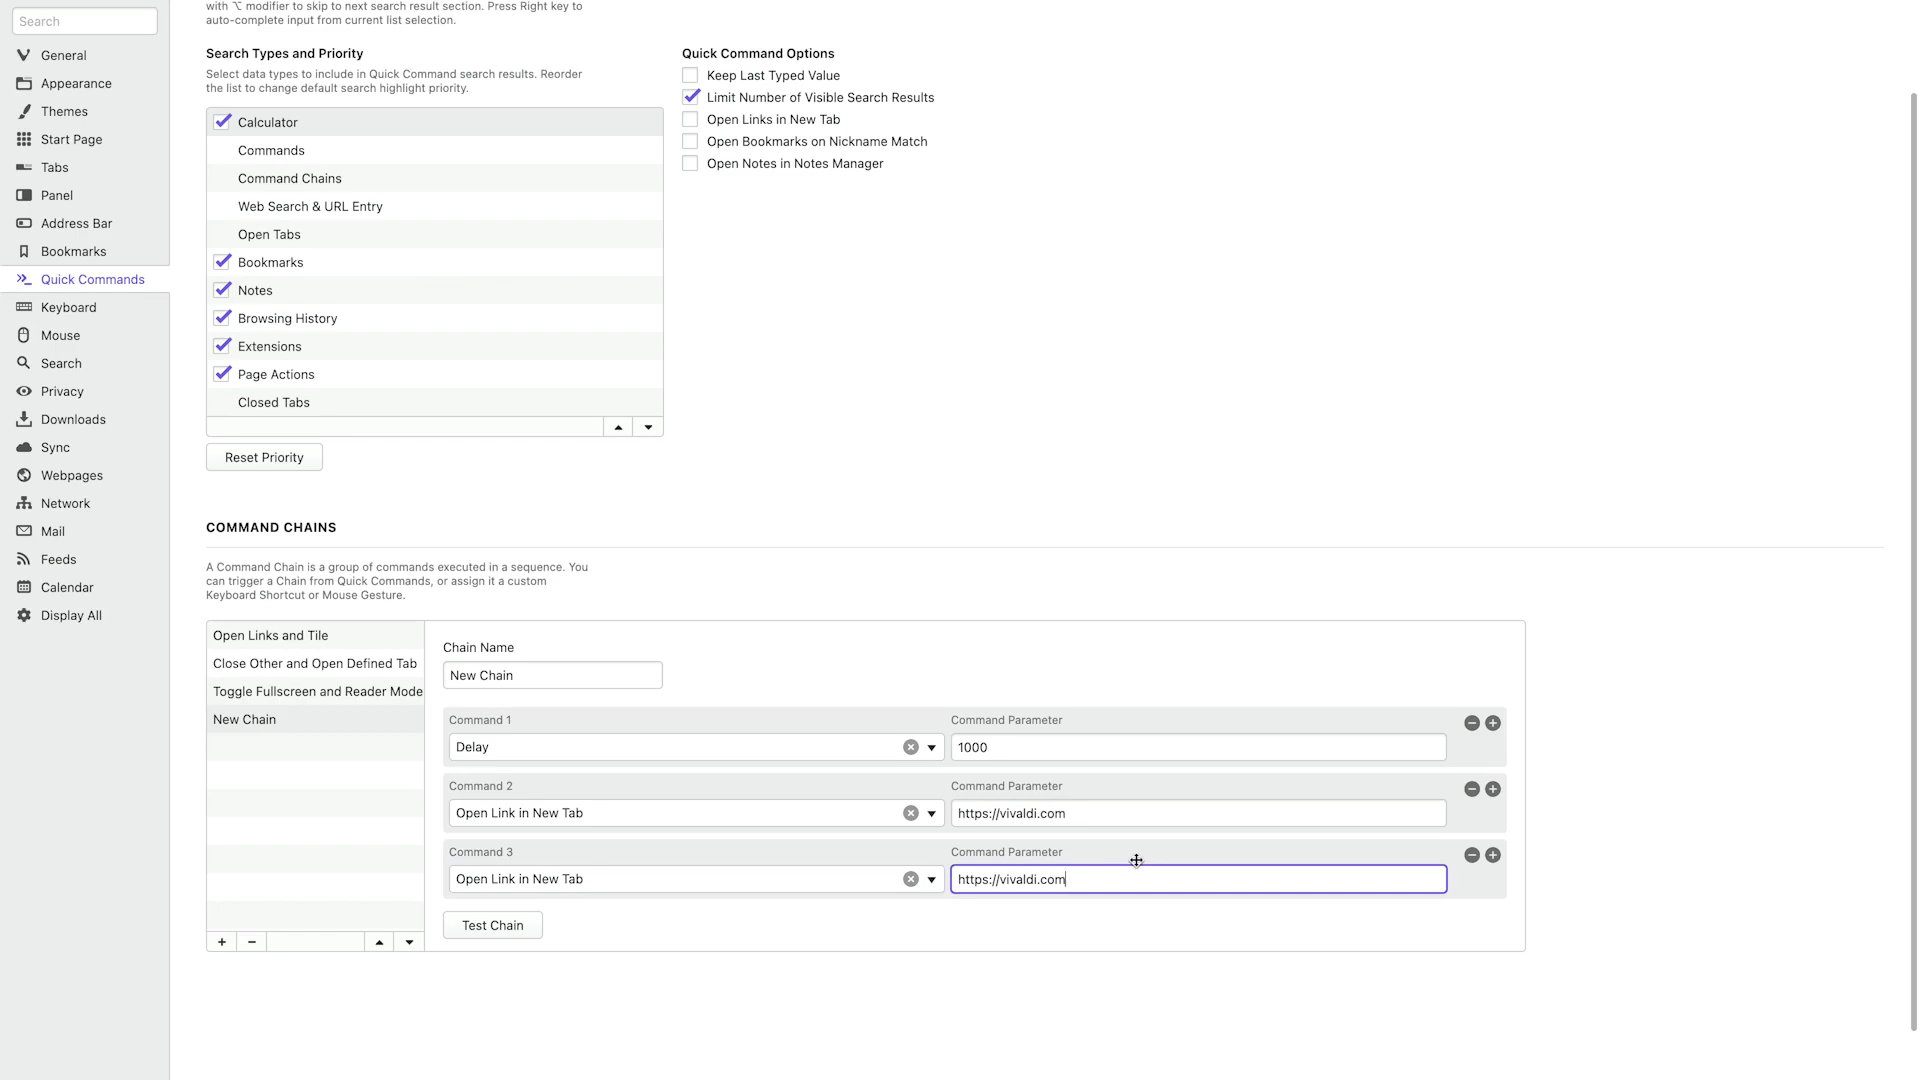 with ⌥ modifier to skip to next search result section. Press Right key to
auto-complete input from current list selection.
Search
General
Appearance
Themes
Start Page
Tabs
Panel
Address Bar
Bookmarks
Quick Commands
Keyboard
Mouse
Search
Privacy
Downloads
Sync
Webpages
Network
Mail
Feeds
Calendar
Display All
Search Types and Priority
Select data types to include in Quick Command search results. Reorder
the list to change default search highlight priority.
Calculator
Commands
Command Chains
Web Search & URL Entry
Open Tabs
Bookmarks
Notes
Browsing History
Extensions
Page Actions
Closed Tabs
Reset Priority
Quick Command Options
Keep Last Typed Value
Limit Number of Visible Search Results
Open Links in New Tab
Open Bookmarks on Nickname Match
Open Notes in Notes Manager
COMMAND CHAINS
A Command Chain is a group of commands executed in a sequence. You
can trigger a Chain from Quick Commands, or assign it a custom
Keyboard Shortcut or Mouse Gesture.
Open Links and Tile
Close Other and Open Defined Tab
Toggle Fullscreen and Reader Mode
New Chain
Chain Name
New Chain
Command 1 Command Parameter
Delay 1000
Command 2 Command Parameter
Open Link in New Tab https://vivaldi.com
Command 3 Command Parameter
Open Link in New Tab https://vivaldi.com
Test Chain